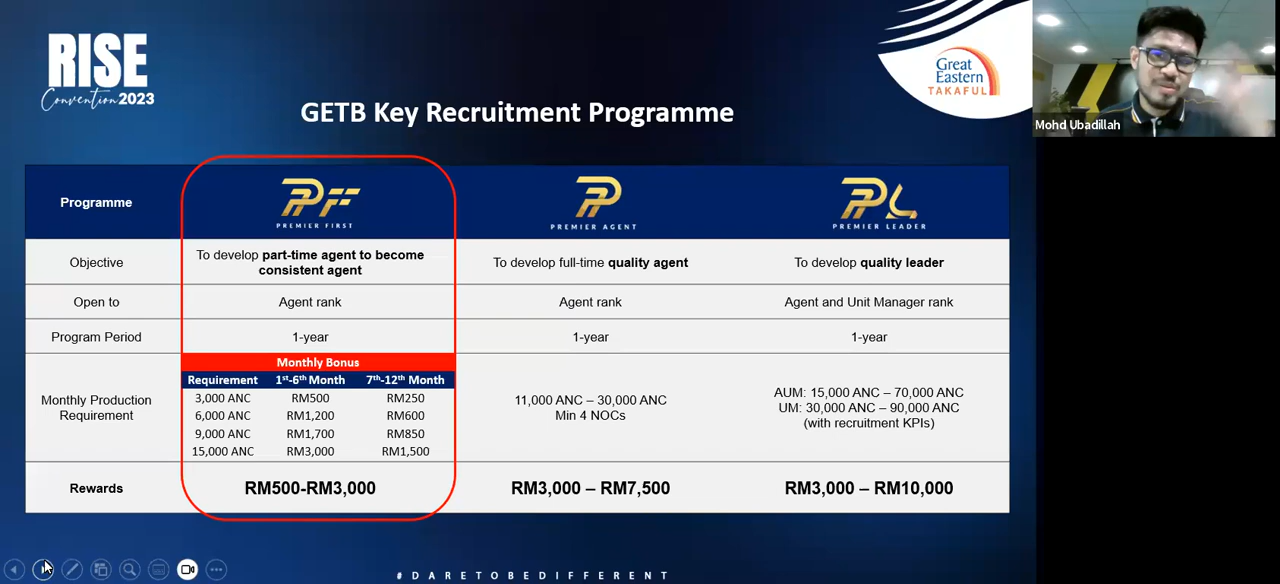 RISE
Convention 2023
Great
Eastern
TAKAFUL
Mohd Ubadillah
GETB Key Recruitment Programme
Programme
PPF
PREMIER FIRST
PP
PREMIER AGENT
PPL
PREMIER LEADER
Objective
To develop part-time agent to become
consistent agent
To develop full-time quality agent
To develop quality leader
Open to
Agent rank
Agent rank
Agent and Unit Manager rank
Program Period
1-year
1-year
1-year
Monthly Production
Requirement
Monthly Bonus
Requirement 1st-6th Month 7th-12th Month
3,000 ANC RM500 RM250
6,000 ANC RM1,200 RM600
9,000 ANC RM1,700 RM850
15,000 ANC RM3,000 RM1,500
11,000 ANC – 30,000 ANC
Min 4 NOCs
AUM: 15,000 ANC – 70,000 ANC
UM: 30,000 ANC – 90,000 ANC
(with recruitment KPIs)
Rewards
RM500-RM3,000
RM3,000 – RM7,500
RM3,000 – RM10,000
#DARETOBEDIFFERENT